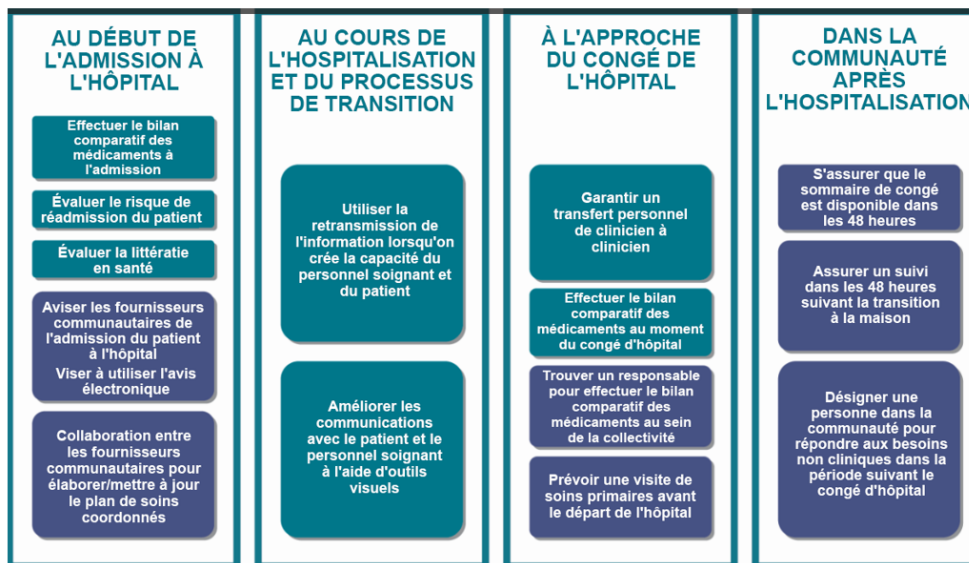 AU DÉBUT DE
L'ADMISSION À
L'HÔPITAL
Effectuer le bilan
comparatif des
médicaments à
l'admission
Évaluer le risque de
réadmission du patient
Évaluer la littératie
en santé
Aviser les fournisseurs
communautaires de
l'admission du patient
à l'hôpital
Viser à utiliser l'avis
électronique
Collaboration entre
les fournisseurs
communautaires pour
élaborer/mettre à jour
le plan de soins
coordonnés
AU COURS DE
L'HOSPITALISATION
ET DU PROCESSUS
DE TRANSITION
Utiliser la
retransmission de
l'information lorsqu'on
crée la capacité du
personnel soignant et
du patient
Améliorer les
communications
avec le patient et le
personnel soignant
à l'aide d'outils
visuels
À L'APPROCHE
DU CONGÉ DE
L'HÔPITAL
Garantir un
transfert personnel
de clinicien à
clinicien
Effectuer le bilan
comparatif des
médicaments au moment
du congé d'hôpital
Trouver un responsable
pour effectuer le bilan
comparatif des
médicaments au sein
de la collectivité
Prévoir une visite de
soins primaires avant
le départ de l'hôpital
DANS LA
COMMUNAUTÉ
APRÈS
L'HOSPITALISATION
S'assurer que le
sommaire de congé
est disponible dans
les 48 heures
Assurer un suivi
dans les 48 heures
suivant la transition
à la maison
Désigner une
personne dans la
communauté pour
répondre aux besoins
non cliniques dans la
période suivant le
congé d'hôpital